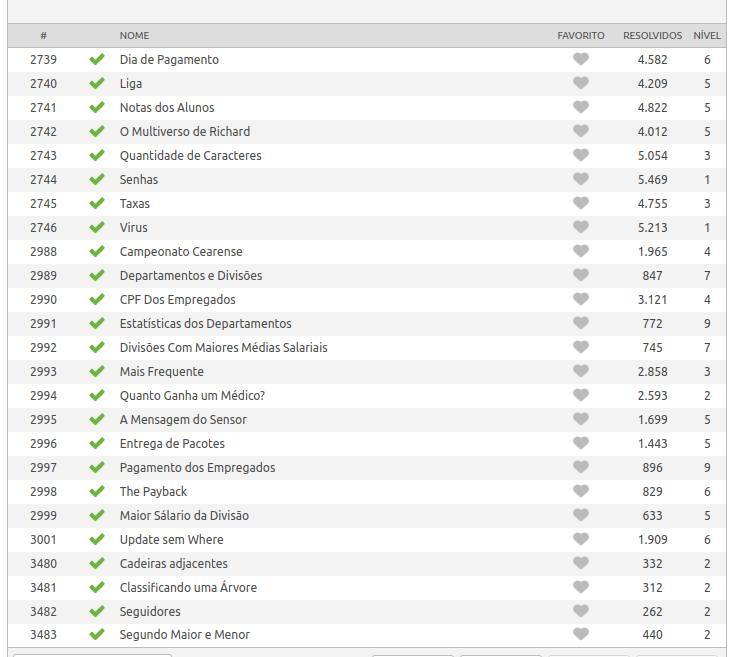 # NOME FAVORITO RESOLVIDOS NÍVEL
2739 Dia de Pagamento 4.582 6
2740 Liga 4.209 5
2741 Notas dos Alunos 4.822 5
2742 O Multiverso de Richard 4.012 5
2743 Quantidade de Caracteres 5.054 3
2744 Senhas 5.469 1
2745 Taxas 4.755 3
2746 Virus 5.213 1
2988 Campeonato Cearense 1.965 4
2989 Departamentos e Divisões 847 7
2990 CPF Dos Empregados 3.121 4
2991 Estatísticas dos Departamentos 772 9
2992 Divisões Com Maiores Médias Salariais 745 7
2993 Mais Frequente 2.858 3
2994 Quanto Ganha um Médico? 2.593 2
2995 A Mensagem do Sensor 1.699 5
2996 Entrega de Pacotes 1.443 5
2997 Pagamento dos Empregados 896 9
2998 The Payback 829 6
2999 Maior Sálario da Divisão 633 5
3001 Update sem Where 1.909 6
3480 Cadeiras adjacentes 332 2
3481 Classificando uma Árvore 312 2
3482 Seguidores 262 2
3483 Segundo Maior e Menor 440 2